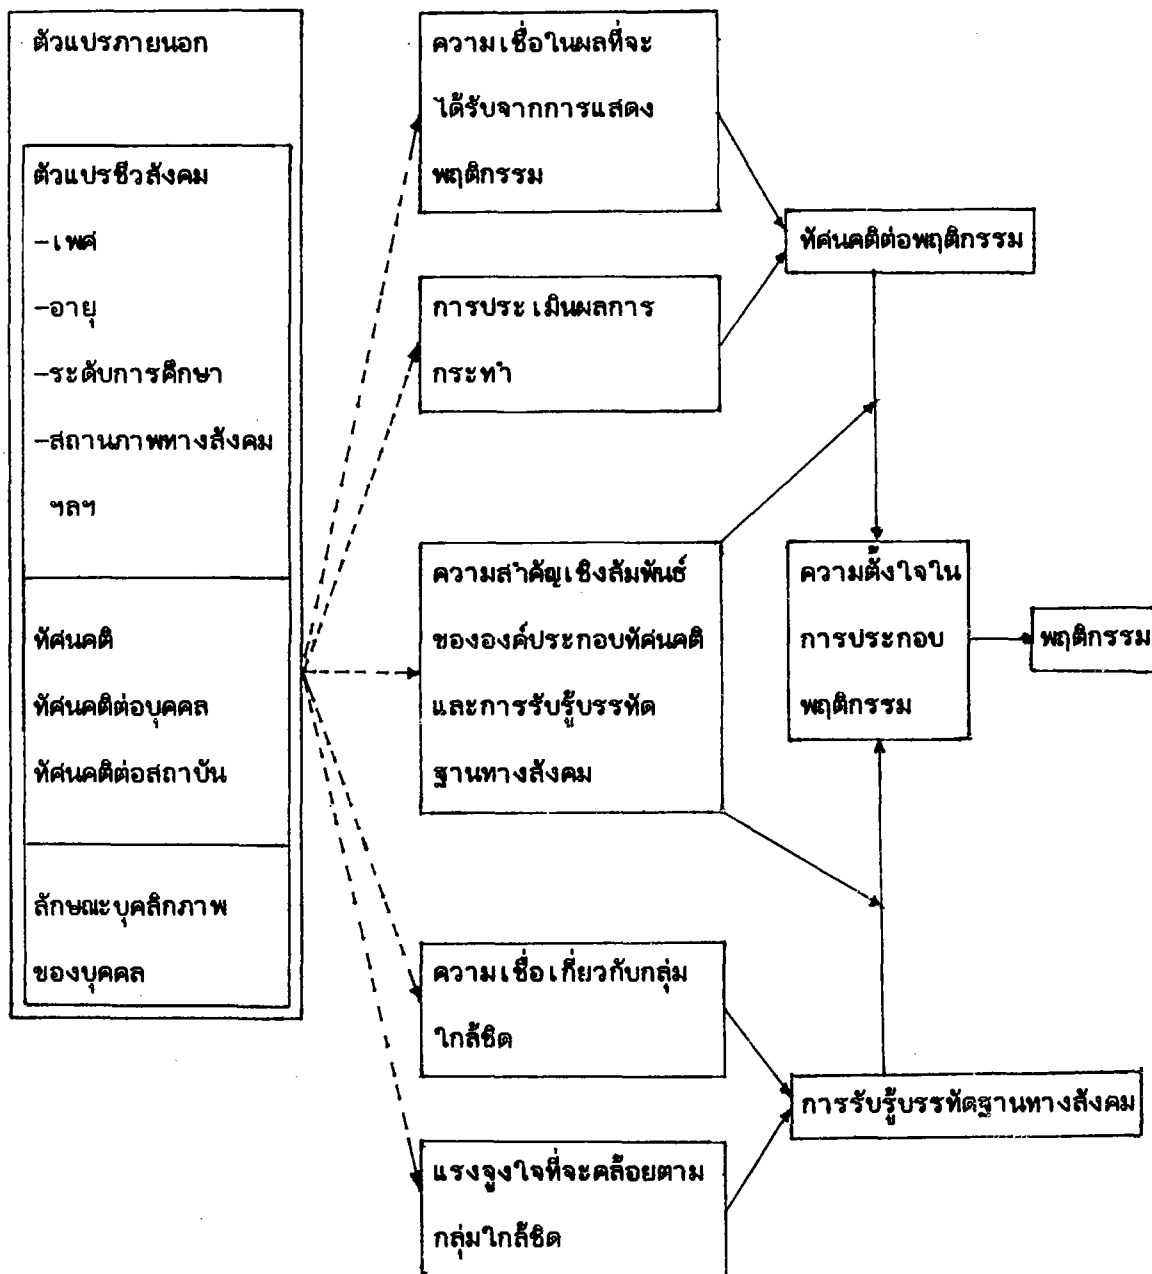 ตัวแปรภายนอก
ตัวแปรชีวสังคม
-เพศ
-อายุ
-ระดับการศึกษา
-สถานภาพทางสังคม
ฯลฯ
ทัศนคติ
ทัศนคติต่อบุคคล
ทัศนคติต่อสถาบัน
ลักษณะบุคลิกภาพ
ของบุคคล
ความเชื่อในผลที่จะ
ได้รับจากการแสดง
พฤติกรรม
การประเมินผลการ
กระทำ
ความสำคัญเชิงสัมพันธ์
ขององค์ประกอบทัศนคติ
และการรับรู้บรรทัด
ฐานทางสังคม
ความเชื่อเกี่ยวกับกลุ่ม
ใกล้ชิด
แรงจูงใจที่จะคล้อยตาม
กลุ่มใกล้ชิด
ทัศนคติต่อพฤติกรรม
ความตั้งใจใน
การประกอบ
พฤติกรรม
การรับรู้บรรทัดฐานทางสังคม
พฤติกรรม